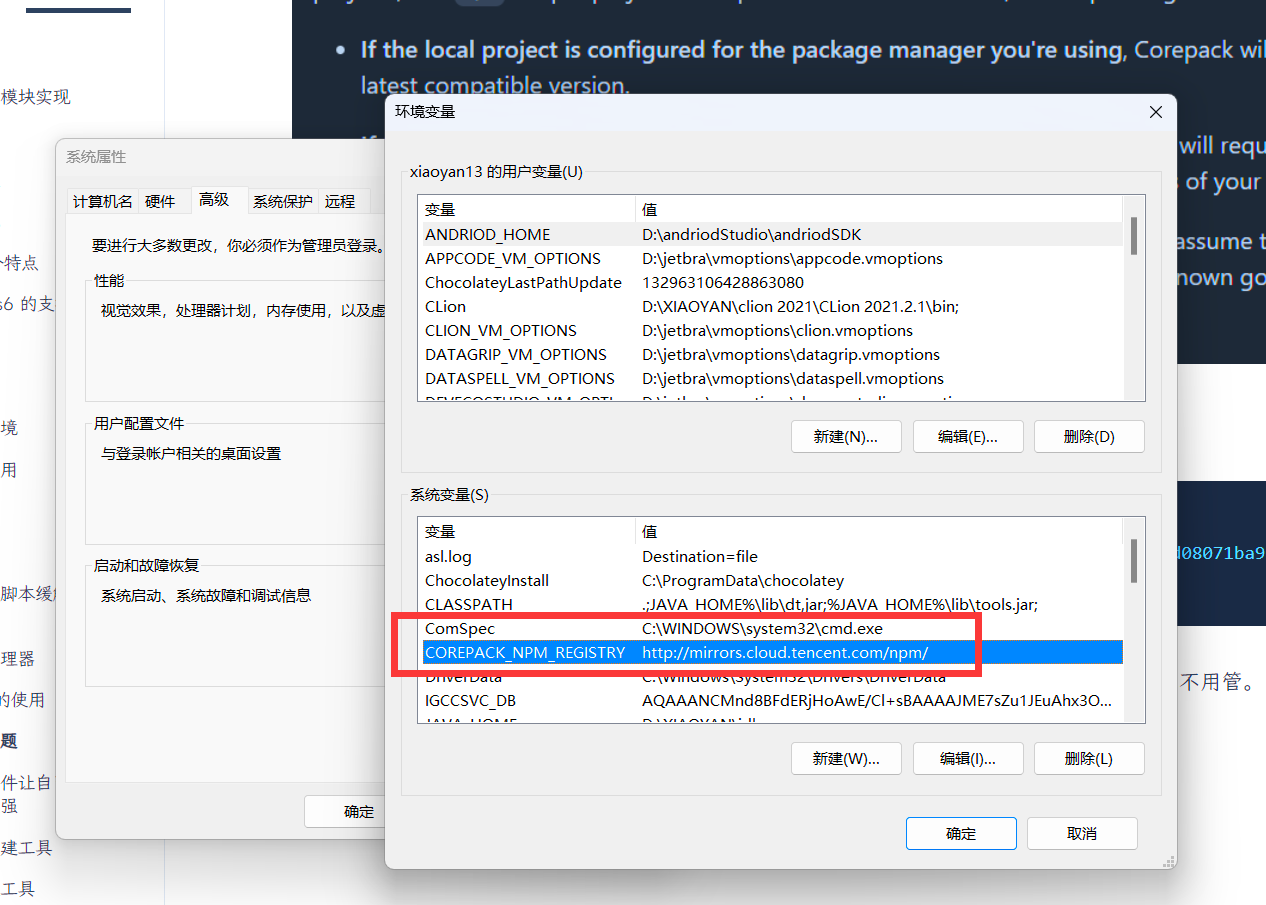 If the local project is configured for the package manager you're using, Corepack wil
latest compatible version.
模块实现
环境变量
will requ
系统属性
xiaoyan13 的用户变量(U)
s of your
计算机名 硬件 高级 系统保护 远程
变量 值
ANDRIOD_HOME D:\andriodStudio\andriodSDK
要进行大多数更改，你必须作为管理员登录。
assume t
APPCODE_VM_OPTIONS D:\jetbra\vmoptions\appcode.vmoptions
特点
性能
nown go
ChocolateyLastPathUpdate 132963106428863080
s6 的支
视觉效果，处理器计划，内存使用，以及虚
CLion D:\XIAOYAN\clion 2021\CLion 2021.2.1\bin;
CLION_VM_OPTIONS D:\jetbra\vmoptions\clion.vmoptions
DATAGRIP_VM_OPTIONS D:\jetbra\vmoptions\datagrip.vmoptions
DATASPELL_VM_OPTIONS D:\jetbra\vmoptions\dataspell.vmoptions
境
用户配置文件
新建(N)... 编辑(E)... 删除(D)
与登录帐户相关的桌面设置
用
系统变量(S)
变量 值
asl.log Destination=file
d08071ba9
启动和故障恢复
ChocolateyInstall C:\ProgramData\chocolatey
脚本缓
系统启动、系统故障和调试信息
CLASSPATH .;JAVA_HOME%\lib\dt,jar;%JAVA_HOME%\lib\tools.jar;
ComSpec C:\WINDOWS\system32\cmd.exe
COREPACK_NPM_REGISTRY http://mirrors.cloud.tencent.com/npm/
理器
DriverData C:\Windows\System32\Drivers\DriverData
不用管。
的使用
IGCCSVC_DB AQAAANCMnd8BFdERjHoAwE/Cl+sBAAAAJME7sZu1JEuAhx3O...
JAVA_HOME
题
新建(W)... 编辑(I)... 删除(L)
件让自
强
确定
确定 取消
建工具
工具